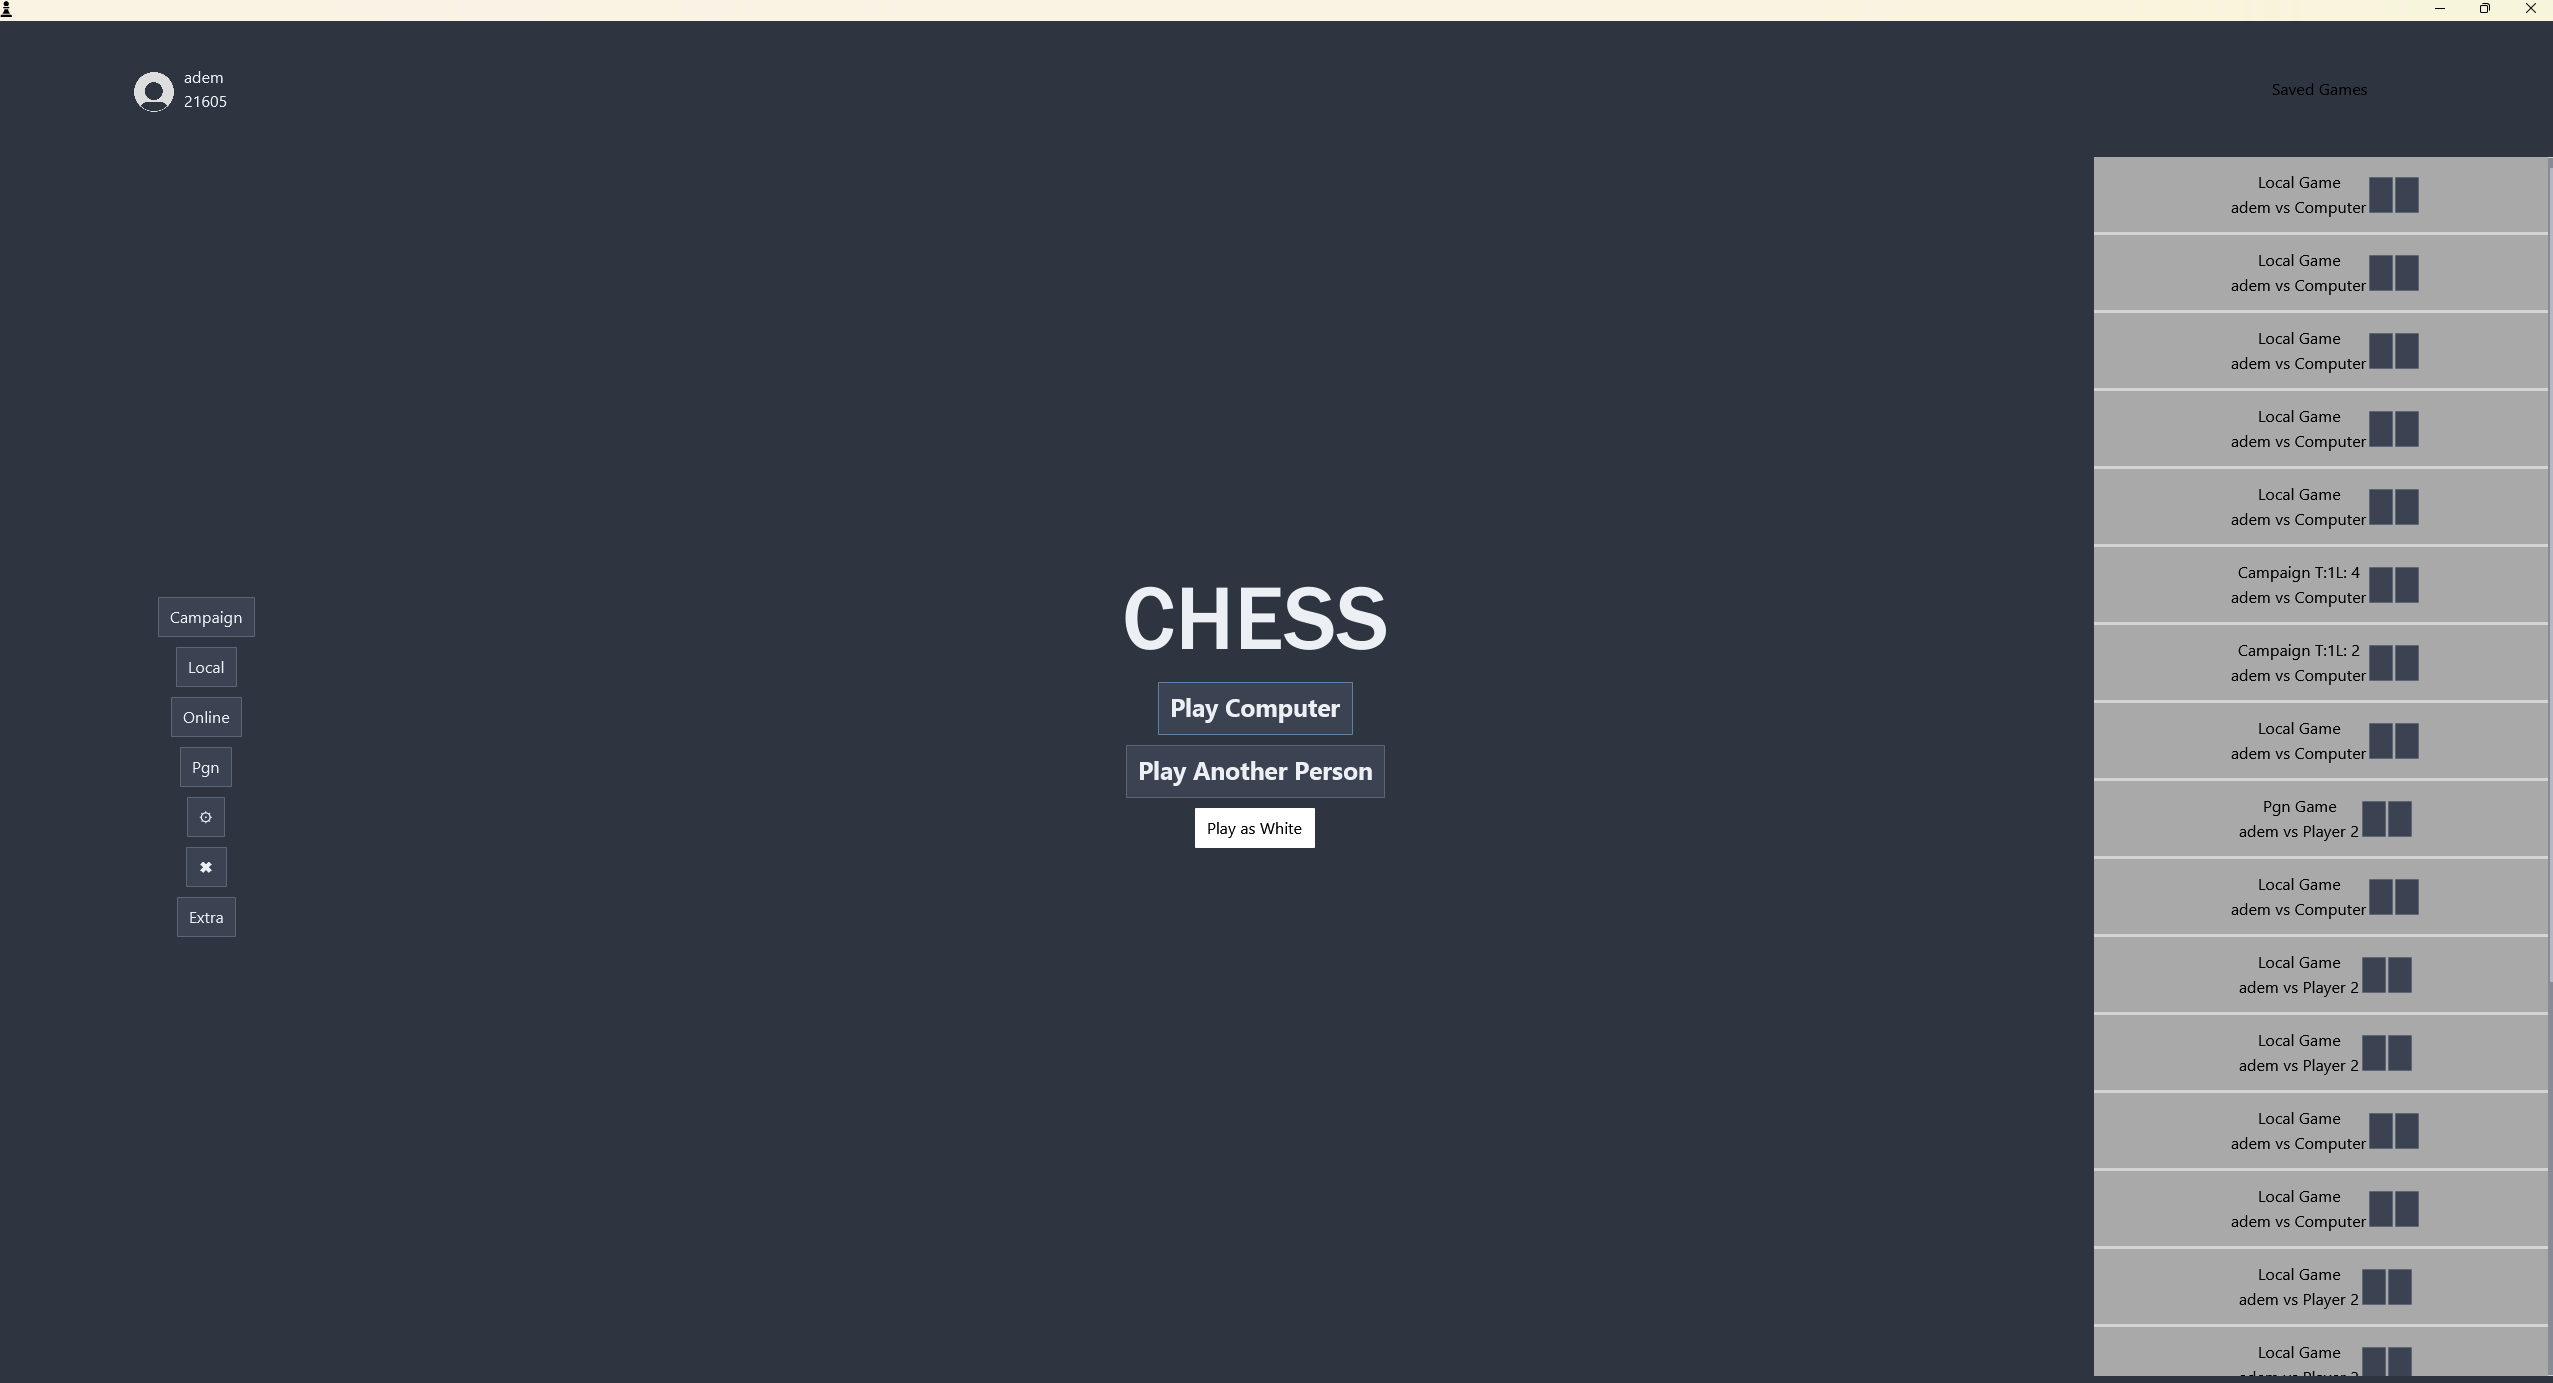 adem
21605
Saved Games
Campaign
Local
Online
Pgn
Extra
CHESS
Play Computer
Play Another Person
Play as White
Local Game
adem vs Computer
Local Game
adem vs Computer
Local Game
adem vs Computer
Local Game
adem vs Computer
Local Game
adem vs Computer
Campaign T:1L: 4
adem vs Computer
Campaign T:1L: 2
adem vs Computer
Local Game
adem vs Computer
Pgn Game
adem vs Player 2
Local Game
adem vs Computer
Local Game
adem vs Player 2
Local Game
adem vs Player 2
Local Game
adem vs Computer
Local Game
adem vs Computer
Local Game
adem vs Player 2
Local Game